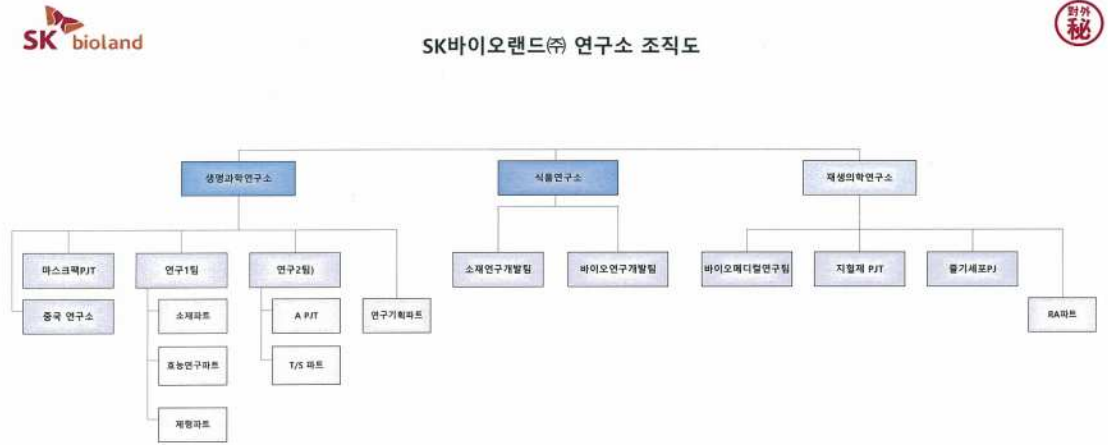 SK bioland
SK바이오랜드㈜ 연구소 조직도
對外
秘
생명과학연구소
식품연구소
재생의학연구소
마스크팩PJT
연구1팀
연구2팀)
소재연구개발팀
바이오연구개발팀
바이오메디컬연구팀
지혈제 PJT
줄기세포PJ
중국 연구소
소재파트
A PJT
연구기획파트
RA파트
효능연구파트
T/S 파트
제형파트